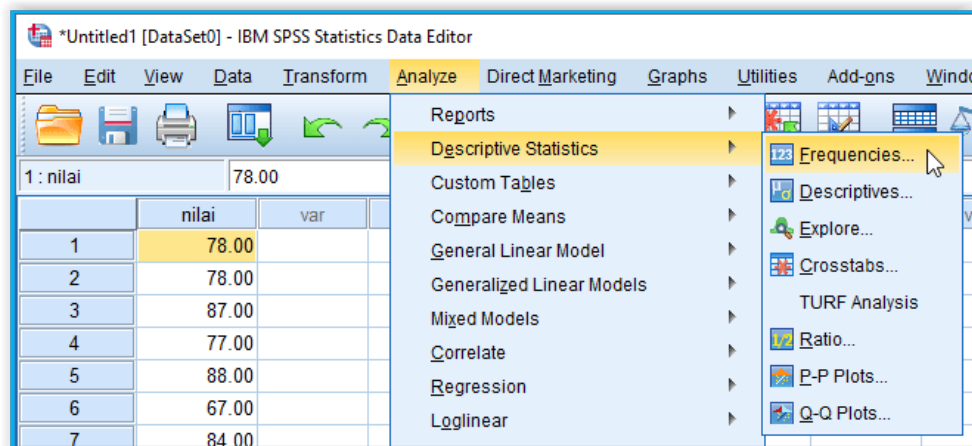 *Untitled1 [DataSet0] - IBM SPSS Statistics Data Editor
File Edit View Data Transform Analyze Direct Marketing Graphs Utilities Add-ons
1 : nilai 78.00
nilai var
1 78.00
2 78.00
3 87.00
4 77.00
5 88.00
6 67.00
7 84.00
Reports
Descriptive Statistics
Custom Tables
Compare Means
General Linear Model
Generalized Linear Models
Mixed Models
Correlate
Regression
Loglinear
123 Frequencies...
Descriptives...
Explore...
Crosstabs...
TURF Analysis
1/2 Ratio...
P-P Plots...
Q-Q Plots...